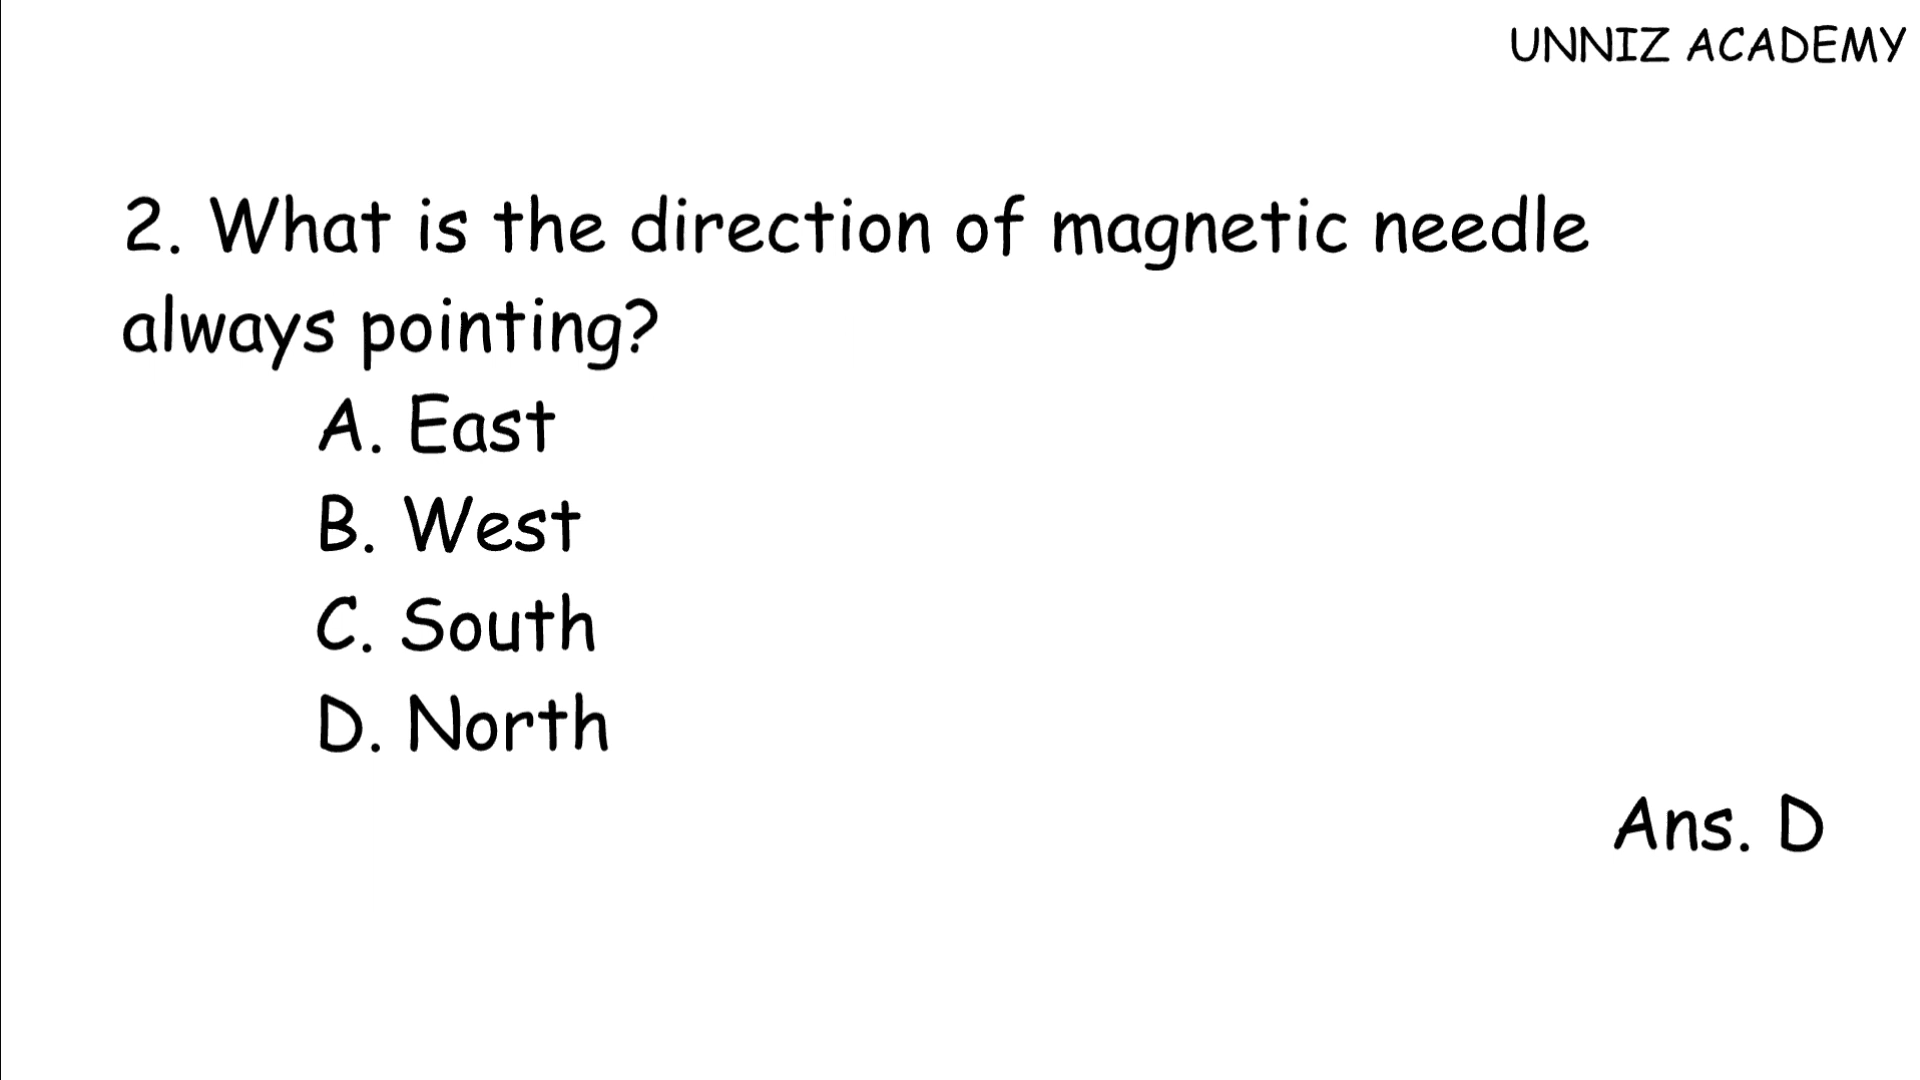 UNNIZ ACADEMY
2. What is the direction of magnetic needle
always pointing?
A. East
B. West
C. South
D. North
Ans. D